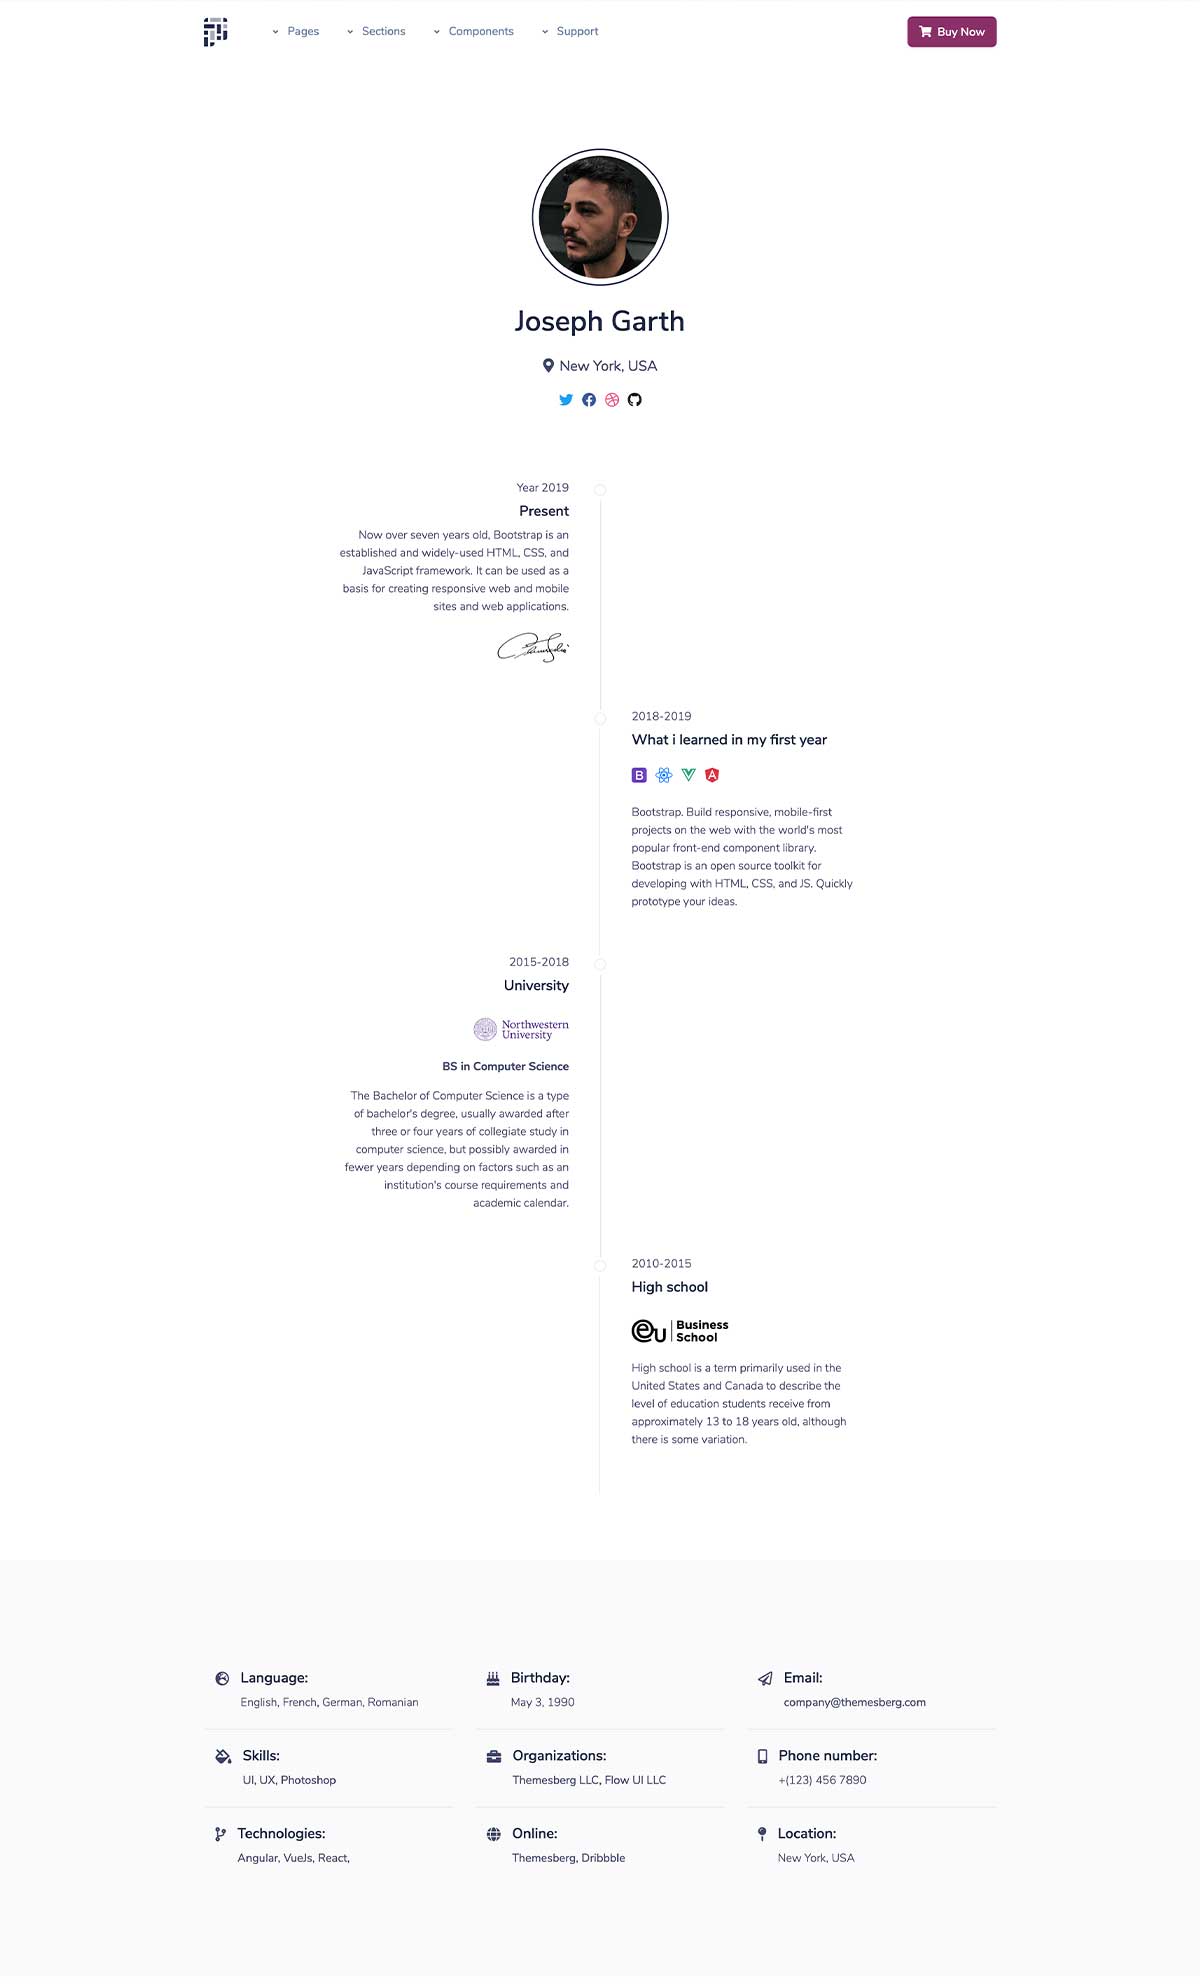 Pages
Sections
Components
Support
Buy Now
Joseph Garth
New York, USA
Year 2019
Present
Now over seven years old, Bootstrap is an
established and widely-used HTML, CSS, and
JavaScript framework. It can be used as a
basis for creating responsive web and mobile
sites and web applications.
2018-2019
What i learned in my first year
B
A
Bootstrap. Build responsive, mobile-first
projects on the web with the world's most
popular front-end component library.
Bootstrap is an open source toolkit for
developing with HTML, CSS, and JS. Quickly
prototype your ideas.
2015-2018
University
Northwestern
University
BS in Computer Science
The Bachelor of Computer Science is a type
of bachelor's degree, usually awarded after
three or four years of collegiate study in
computer science, but possibly awarded in
fewer years depending on factors such as an
institution's course requirements and
academic calendar.
2010-2015
High school
eu Business
School
High school is a term primarily used in the
United States and Canada to describe the
level of education students receive from
approximately 13 to 18 years old, although
there is some variation.
Language:
English, French, German, Romanian
Birthday:
May 3, 1990
Email:
company@themesberg.com
Skills:
UI, UX, Photoshop
Organizations:
Themesberg LLC, Flow UI LLC
Phone number:
+(123) 456 7890
Technologies:
Angular, VueJs, React,
Online:
Themesberg, Dribbble
Location:
New York, USA